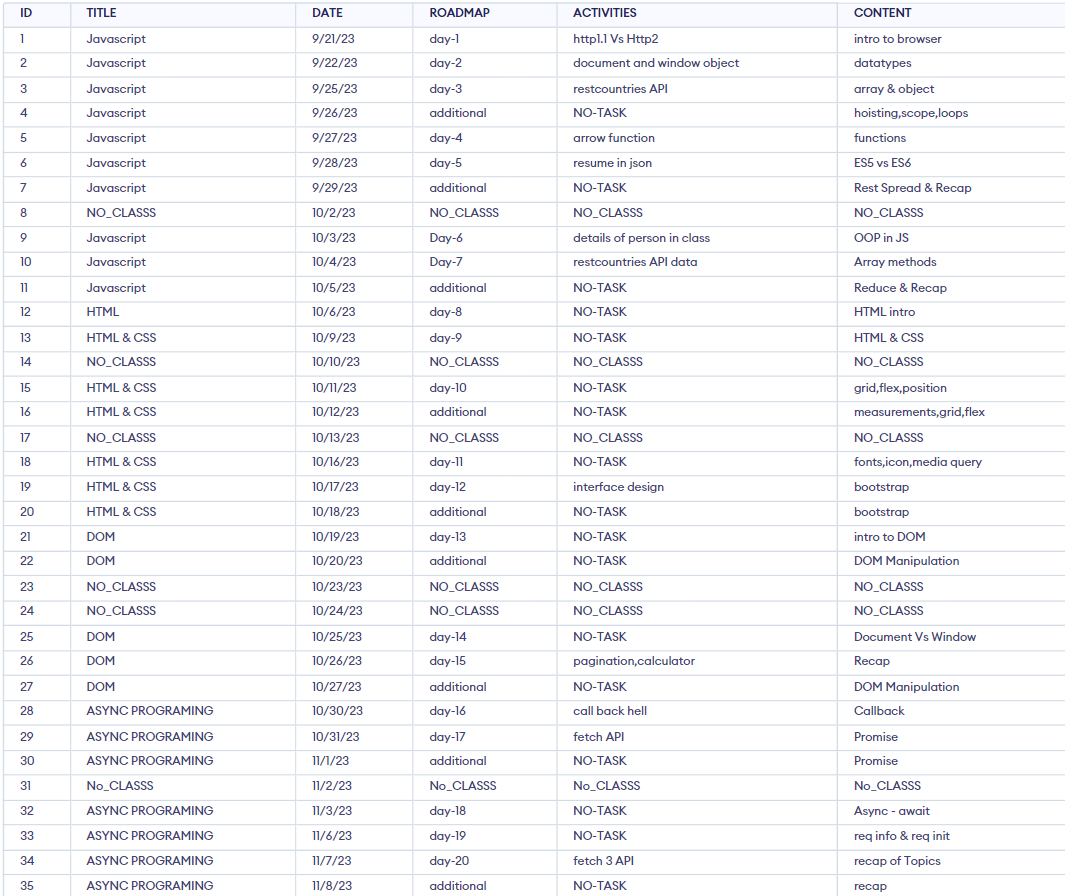 ID TITLE DATE ROADMAP ACTIVITIES CONTENT
1 Javascript 9/21/23 day-1 http1.1 Vs Http2 intro to browser
2 Javascript 9/22/23 day-2 document and window object datatypes
3 Javascript 9/25/23 day-3 restcountries API array & object
4 Javascript 9/26/23 additional NO-TASK hoisting,scope,loops
5 Javascript 9/27/23 day-4 arrow function functions
6 Javascript 9/28/23 day-5 resume in json ES5 vs ES6
7 Javascript 9/29/23 additional NO-TASK Rest Spread & Recap
8 NO_CLASSS 10/2/23 NO_CLASSS NO_CLASSS NO_CLASSS
9 Javascript 10/3/23 Day-6 details of person in class OOP in JS
10 Javascript 10/4/23 Day-7 restcountries API data Array methods
11 Javascript 10/5/23 additional NO-TASK Reduce & Recap
12 HTML 10/6/23 day-8 NO-TASK HTML intro
13 HTML & CSS 10/9/23 day-9 NO-TASK HTML & CSS
14 NO_CLASSS 10/10/23 NO_CLASSS NO_CLASSS NO_CLASSS
15 HTML & CSS 10/11/23 day-10 NO-TASK grid,flex,position
16 HTML & CSS 10/12/23 additional NO-TASK measurements,grid,flex
17 NO_CLASSS 10/13/23 NO_CLASSS NO_CLASSS NO_CLASSS
18 HTML & CSS 10/16/23 day-11 NO-TASK fonts,icon,media query
19 HTML & CSS 10/17/23 day-12 interface design bootstrap
20 HTML & CSS 10/18/23 additional NO-TASK bootstrap
21 DOM 10/19/23 day-13 NO-TASK intro to DOM
22 DOM 10/20/23 additional NO-TASK DOM Manipulation
23 NO_CLASSS 10/23/23 NO_CLASSS NO_CLASSS NO_CLASSS
24 NO_CLASSS 10/24/23 NO_CLASSS NO_CLASSS NO_CLASSS
25 DOM 10/25/23 day-14 NO-TASK Document Vs Window
26 DOM 10/26/23 day-15 pagination,calculator Recap
27 DOM 10/27/23 additional NO-TASK DOM Manipulation
28 ASYNC PROGRAMING 10/30/23 day-16 call back hell Callback
29 ASYNC PROGRAMING 10/31/23 day-17 fetch API Promise
30 ASYNC PROGRAMING 11/1/23 additional NO-TASK Promise
31 No_CLASSS 11/2/23 No_CLASSS No_CLASSS No_CLASSS
32 ASYNC PROGRAMING 11/3/23 day-18 NO-TASK Async - await
33 ASYNC PROGRAMING 11/6/23 day-19 NO-TASK req info & req init
34 ASYNC PROGRAMING 11/7/23 day-20 fetch 3 API recap of Topics
35 ASYNC PROGRAMING 11/8/23 additional NO-TASK recap